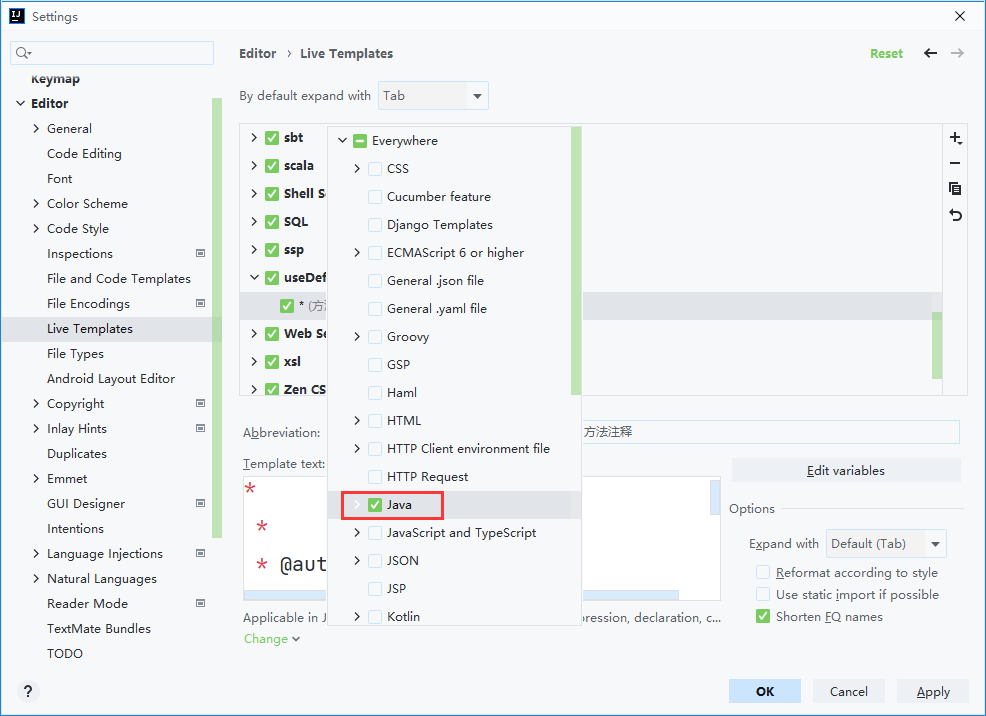 Settings
Editor › Live Templates
Reset
Keymap
Editor
General
Code Editing
Font
Color Scheme
Code Style
Inspections
File and Code Templates
File Encodings
Live Templates
File Types
Android Layout Editor
Copyright
Inlay Hints
Duplicates
Emmet
GUI Designer
Intentions
Language Injections
Natural Languages
Reader Mode
TextMate Bundles
TODO
?
By default expand with Tab
sbt
scala
Shell S
SQL
ssp
useDef
* (方
Web Se
xsl
Zen CS
Everywhere
CSS
Cucumber feature
Django Templates
ECMAScript 6 or higher
General .json file
General .yaml file
Groovy
GSP
Haml
HTML
HTTP Client environment file
HTTP Request
Java
JavaScript and TypeScript
JSON
JSP
Kotlin
Abbreviation:
方法注释
Template text:
*
*
* @aut
Applicable in J
pression, declaration, c...
Change
Edit variables
Options
Expand with Default (Tab)
Reformat according to style
Use static import if possible
Shorten FQ names
OK
Cancel
Apply